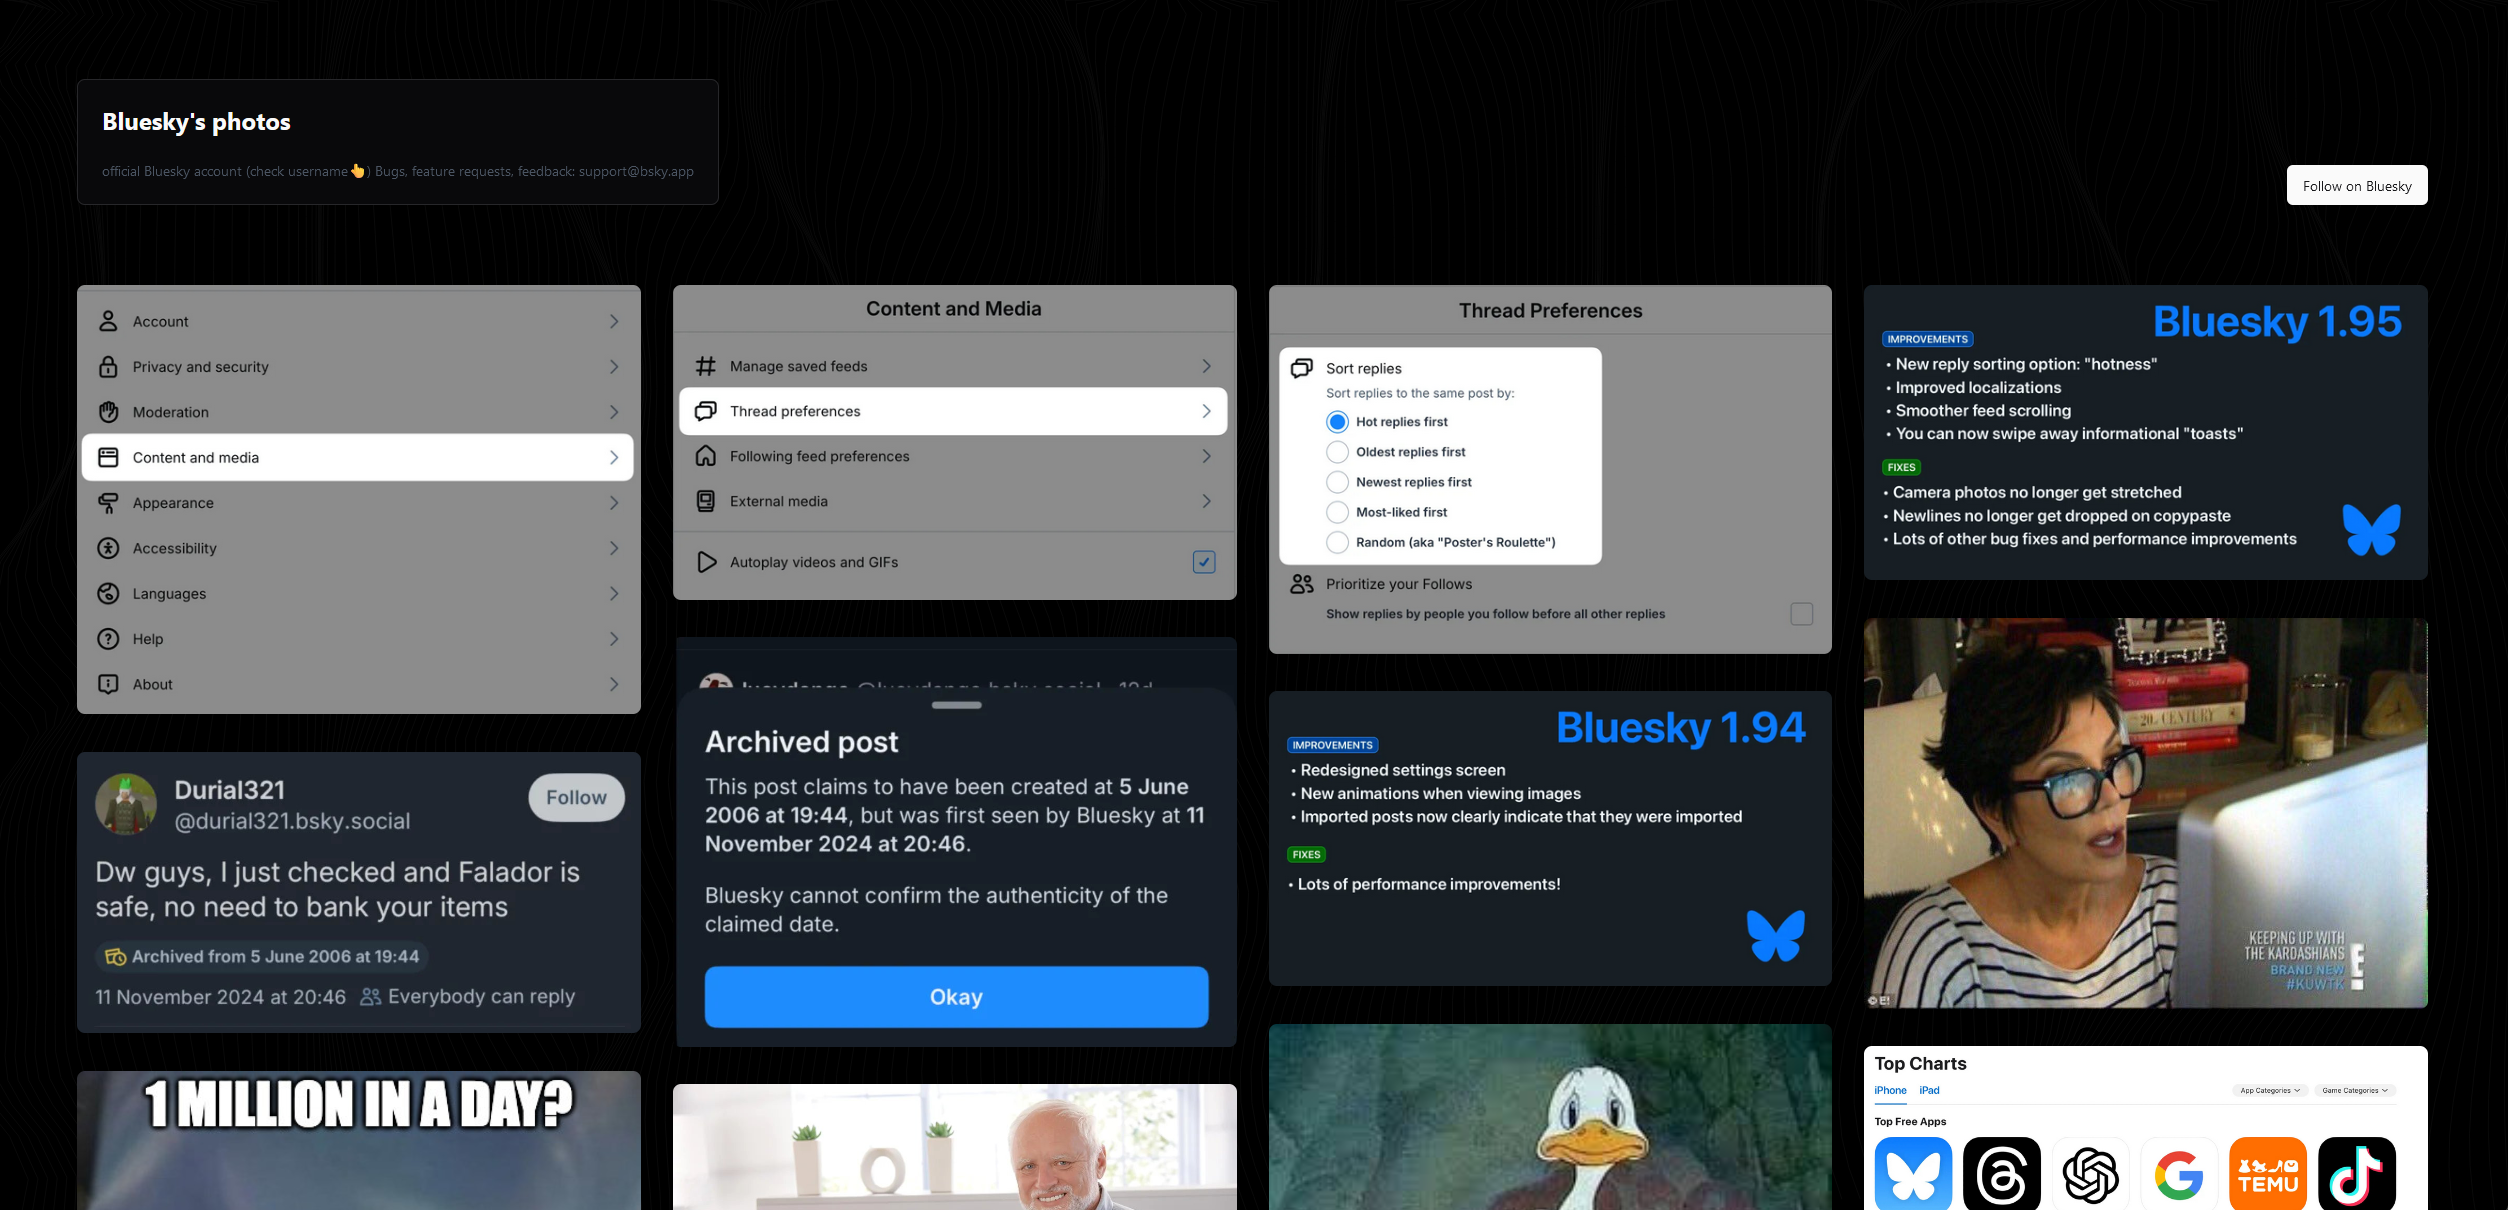 Bluesky's photos
official Bluesky account (check username👆) Bugs, feature requests, feedback: support@bsky.app
Follow on Bluesky
Account
Privacy and security
Moderation
Content and media
Appearance
Accessibility
Languages
Help
About
Content and Media
Manage saved feeds
Thread preferences
Following feed preferences
External media
Autoplay videos and GIFs
Thread Preferences
Sort replies
Sort replies to the same post by:
Hot replies first
Oldest replies first
Newest replies first
Most-liked first
Random (aka "Poster's Roulette")
Prioritize your Follows
Show replies by people you follow before all other replies
Bluesky 1.95
IMPROVEMENTS
• New reply sorting option: "hotness"
• Improved localizations
• Smoother feed scrolling
• You can now swipe away informational "toasts"
FIXES
• Camera photos no longer get stretched
• Newlines no longer get dropped on copypaste
• Lots of other bug fixes and performance improvements
Durial321
@durial321.bsky.social
Follow
Dw guys, I just checked and Falador is
safe, no need to bank your items
Archived from 5 June 2006 at 19:44
11 November 2024 at 20:46 Everybody can reply
Archived post
This post claims to have been created at 5 June
2006 at 19:44, but was first seen by Bluesky at 11
November 2024 at 20:46.
Bluesky cannot confirm the authenticity of the
claimed date.
Okay
Bluesky 1.94
IMPROVEMENTS
• Redesigned settings screen
• New animations when viewing images
• Imported posts now clearly indicate that they were imported
FIXES
• Lots of performance improvements!
20TH CENTURY
KEEPING UP WITH
THE KARDASHIANS
BRAND NEW
#KUWTK
E!
© E!
1 MILLION IN A DAY?
Top Charts
iPhone iPad
App Categories Game Categories
Top Free Apps
TEMU